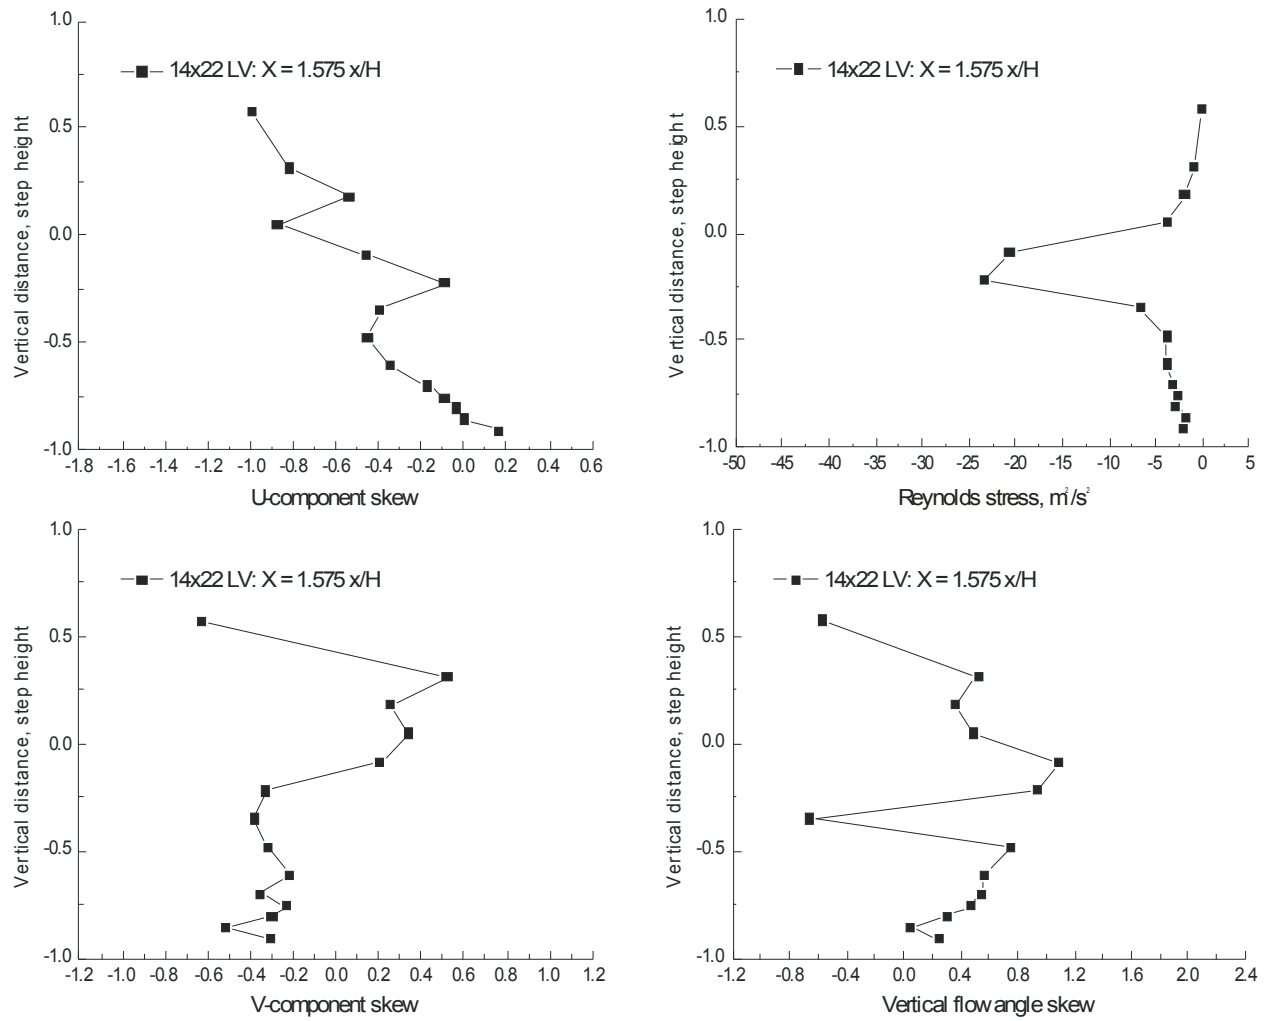 1.0
14x22 LV: X = 1.575 x/H
0.5
0.0
-0.5
-1.0
Vertical distance, step height
-1.8 -1.6 -1.4 -1.2 -1.0 -0.8 -0.6 -0.4 -0.2 0.0 0.2 0.4 0.6
U-component skew
1.0
14x22 LV: X = 1.575 x/H
0.5
0.0
-0.5
-1.0
Vertical distance, step height
-50 -45 -40 -35 -30 -25 -20 -15 -10 -5 0 5
Reynolds stress, m²/s²
1.0
14x22 LV: X = 1.575 x/H
0.5
0.0
-0.5
-1.0
Vertical distance, step height
-1.2 -1.0 -0.8 -0.6 -0.4 -0.2 0.0 0.2 0.4 0.6 0.8 1.0 1.2
V-component skew
1.0
14x22 LV: X = 1.575 x/H
0.5
0.0
-0.5
-1.0
Vertical distance, step height
-1.2 -0.8 -0.4 0.0 0.4 0.8 1.2 1.6 2.0 2.4
Vertical flow angle skew